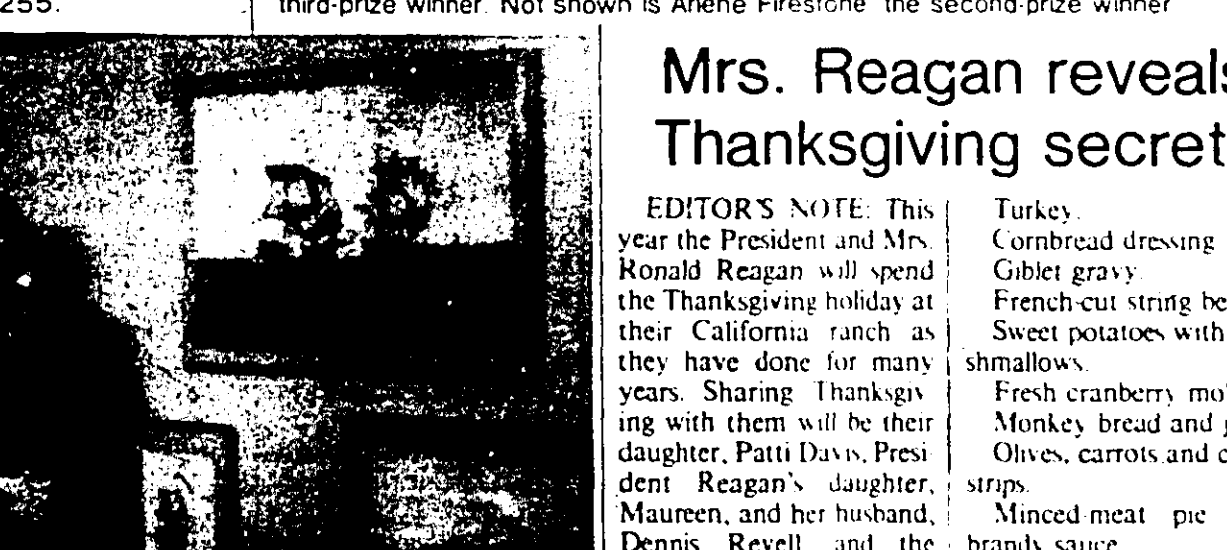 255.
third-prize winner. Not shown is Arlene Firestone the second-prize winner
Mrs. Reagan reveals
Thanksgiving secret
EDITOR'S NOTE: This
year the President and Mrs.
Ronald Reagan will spend
the Thanksgiving holiday at
their California ranch as
they have done for many
years. Sharing Thanksgiv
ing with them will be their
daughter, Patti Davis, Presi
dent Reagan's daughter,
Maureen, and her husband,
Dennis Revell and the
Turkey.
Cornbread dressing
Giblet gravy.
French-cut string be
Sweet potatoes with
shmallows.
Fresh cranberry mo
Monkey bread and
Olives, carrots and c
strips.
Minced-meat pie
brandy sauce